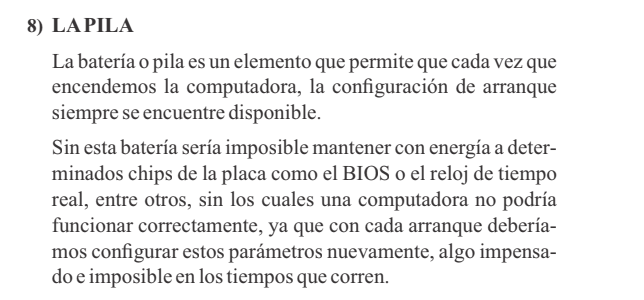 8) LA PILA
La batería o pila es un elemento que permite que cada vez que
encendemos la computadora, la configuración de arranque
siempre se encuentre disponible.
Sin esta batería sería imposible mantener con energía a deter-
minados chips de la placa como el BIOS o el reloj de tiempo
real, entre otros, sin los cuales una computadora no podría
funcionar correctamente, ya que con cada arranque debería-
mos configurar estos parámetros nuevamente, algo impensa-
do e imposible en los tiempos que corren.